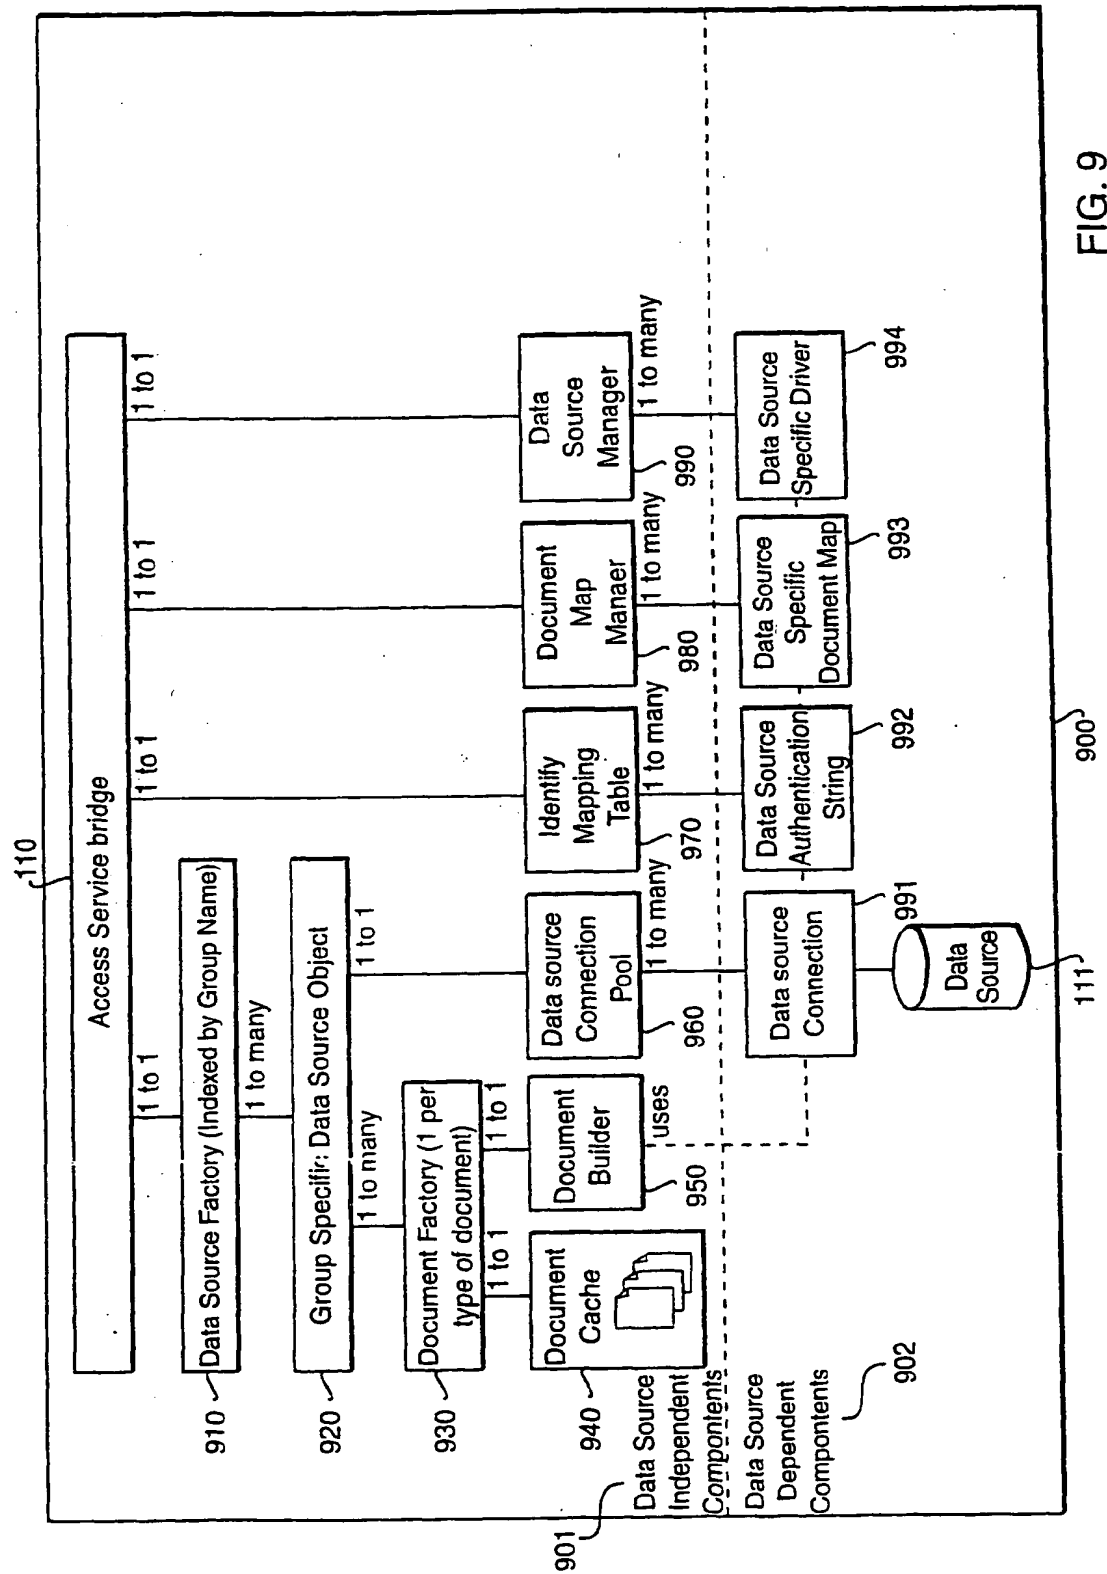 110
Access Service bridge
1 to 1
1 to 1
1 to 1
1 to 1
910
Data Source Factory (Indexed by Group Name)
1 to many
920
Group Specific Data Source Object
1 to many
1 to 1
930
Document Factory (1 per
type of document)
1 to 1
1 to 1
940
Document
Cache
Document
Builder
950
uses
Data source
Connection
Pool
960
1 to many
Identify
Mapping
Table
970
1 to many
Document
Map
Manaer
980
1 to many
Data
Source
Manager
990
1 to many
901
Data Source
Independent
Compontents
Data Source
Dependent
Compontents
902
Data source
Connection
991
Data Source
Authentication
String
992
Data Source
Specific
Document Map
993
Data Source
Specific Driver
994
Data
Source
111
900
FIG. 9